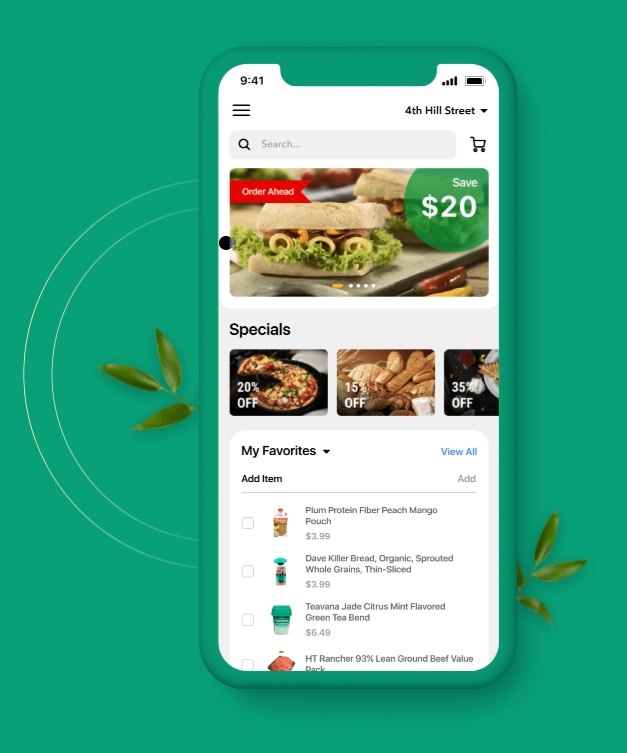 9:41
4th Hill Street
Search...
Order Ahead
Save
$20
Specials
20%
OFF
15%
OFF
35%
OFF
My Favorites
View All
Add Item
Add
Plum Protein Fiber Peach Mango
Pouch
$3.99
Dave Killer Bread, Organic, Sprouted
Whole Grains, Thin-Sliced
$3.99
Teavana Jade Citrus Mint Flavored
Green Tea Bend
$6.49
HT Rancher 93% Lean Ground Beef Value
Pack